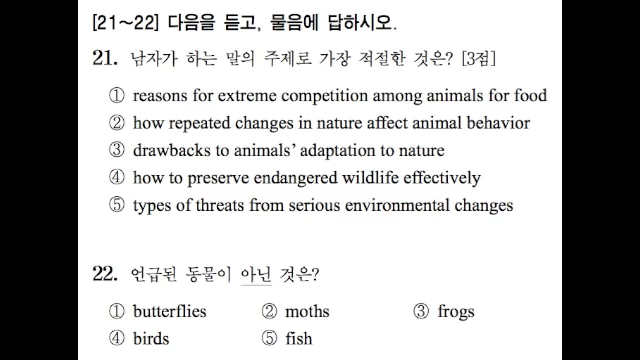 [21～22] 다음을 듣고, 물음에 답하시오.
21. 남자가 하는 말의 주제로 가장 적절한 것은? [3점]
① reasons for extreme competition among animals for food
② how repeated changes in nature affect animal behavior
③ drawbacks to animals’ adaptation to nature
④ how to preserve endangered wildlife effectively
⑤ types of threats from serious environmental changes
22. 언급된 동물이 아닌 것은?
① butterflies ② moths ③ frogs
④ birds ⑤ fish